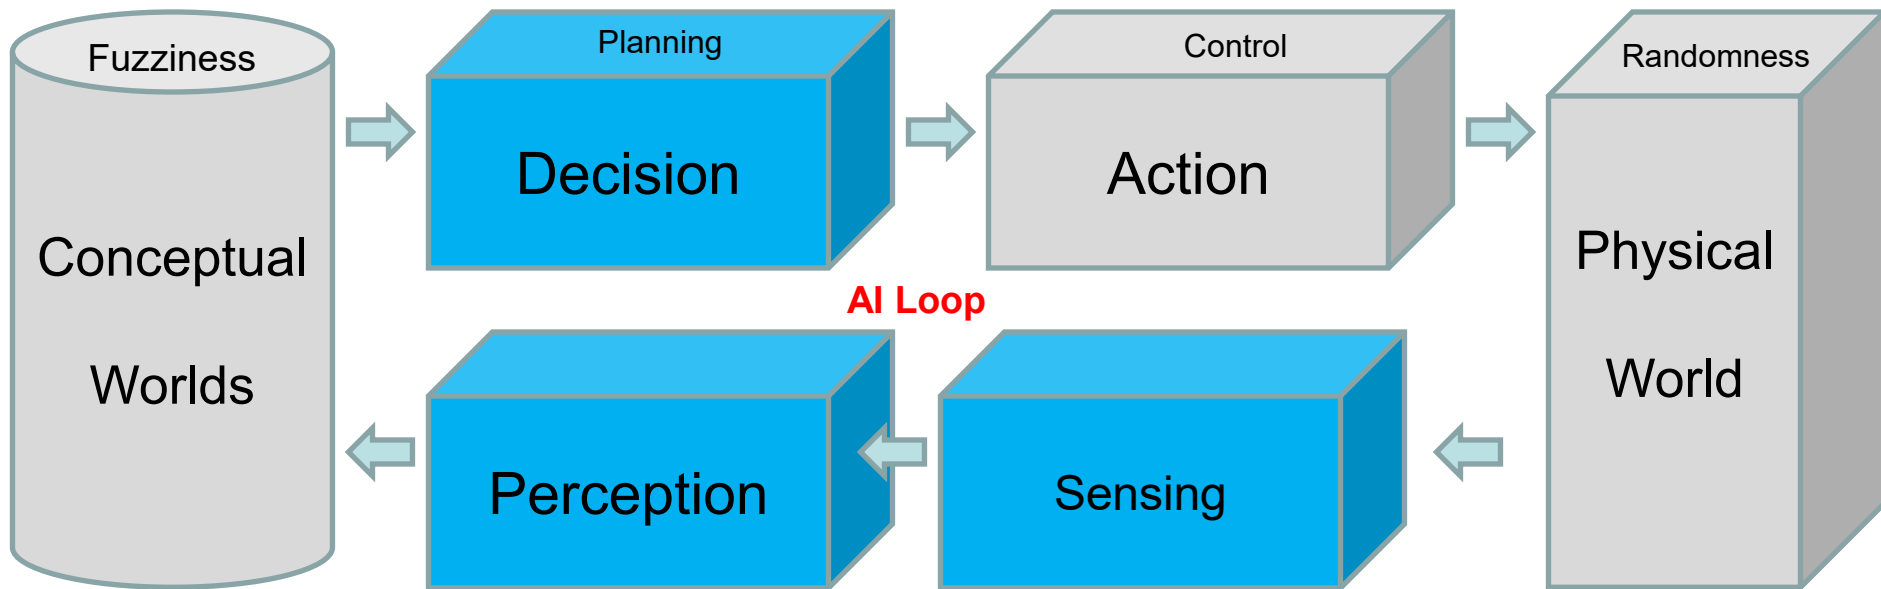 Fuzziness
Planning
Control
Randomness
Decision
Action
Conceptual
Worlds
Physical
World
AI Loop
Perception
Sensing